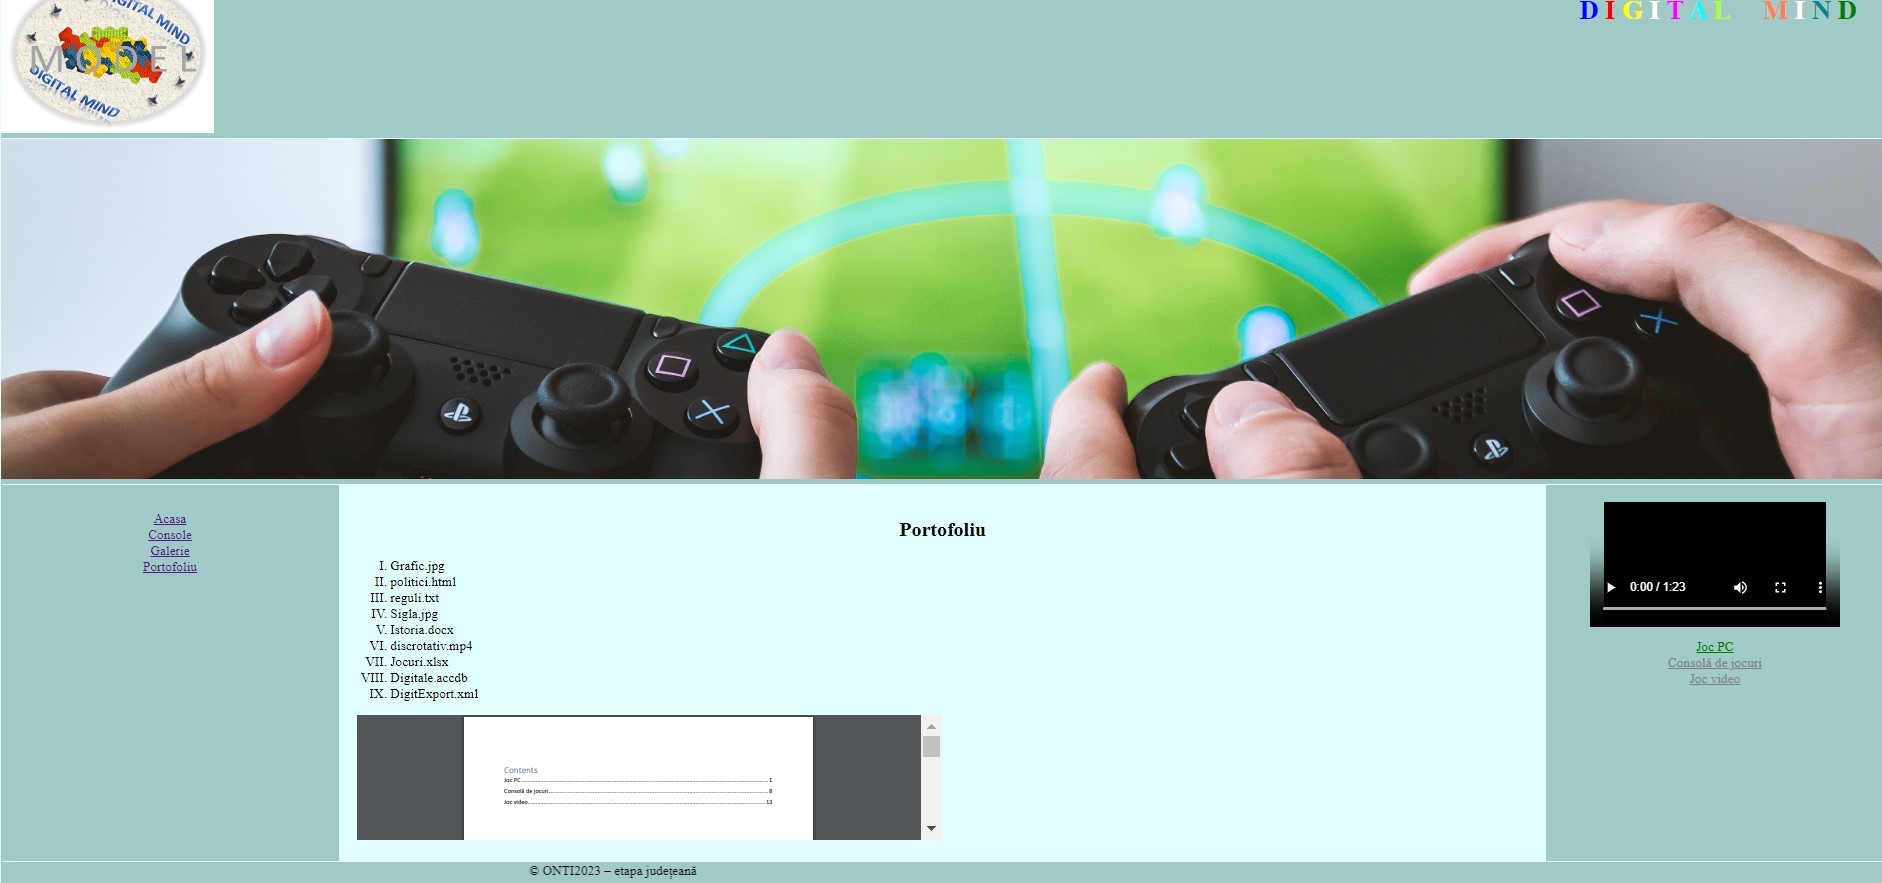 DIGITAL MIND
MODEL
DIGITAL MIND
DIGITAL MIND
Acasa
Console
Galerie
Portofoliu
Portofoliu
I. Grafic.jpg
II. politici.html
III. reguli.txt
IV. Sigla.jpg
V. Istoria.docx
VI. discrotativ.mp4
VII. Jocuri.xlsx
VIII. Digitale.accdb
IX. DigitExport.xml
Contents
Joc PC 1
Consolă de jocuri 8
Joc video 13
0:00 / 1:23
Joc PC
Consolă de jocuri
Joc video
© ONTI2023 – etapa județeană